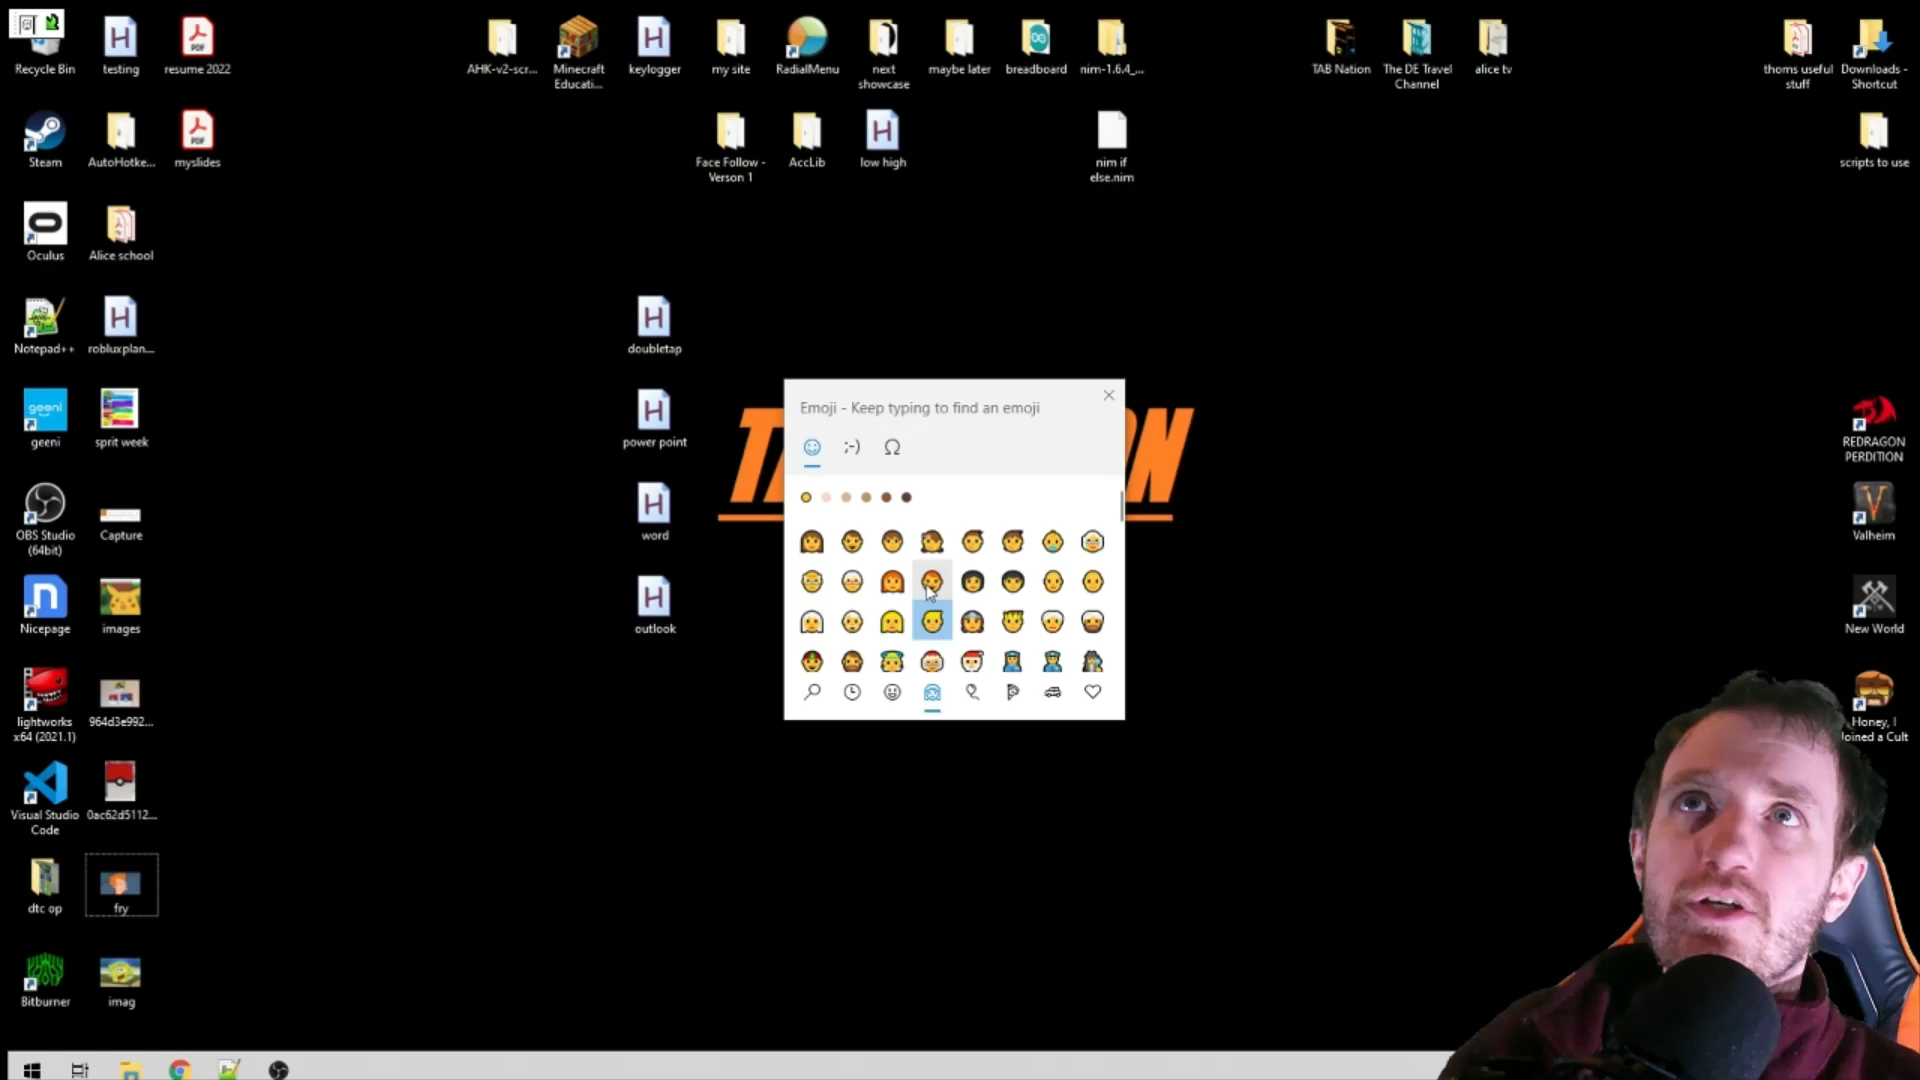 Recycle Bin
testing
resume 2022
AHK-v2-scr...
Minecraft
Educati...
keylogger
my site
RadialMenu
next
showcase
maybe later
breadboard
nim-1.6.4_...
TAB Nation
The DE Travel
Channel
alice tv
thoms useful
stuff
Downloads -
Shortcut
Steam
AutoHotke...
myslides
Face Follow -
Verson 1
AccLib
low high
nim if
else.nim
scripts to use
Oculus
Alice school
Notepad++
robluxplan...
doubletap
geeni
geeni
sprit week
power point
Emoji - Keep typing to find an emoji
;-)
Ω
REDRAGON
PERDITION
OBS Studio
(64bit)
Capture
word
Valheim
Nicepage
images
outlook
New World
lightworks
x64 (2021.1)
964d3e992...
Honey, I
Joined a Cult
Visual Studio
Code
0ac62d5112...
dtc op
fry
Bitburner
imag